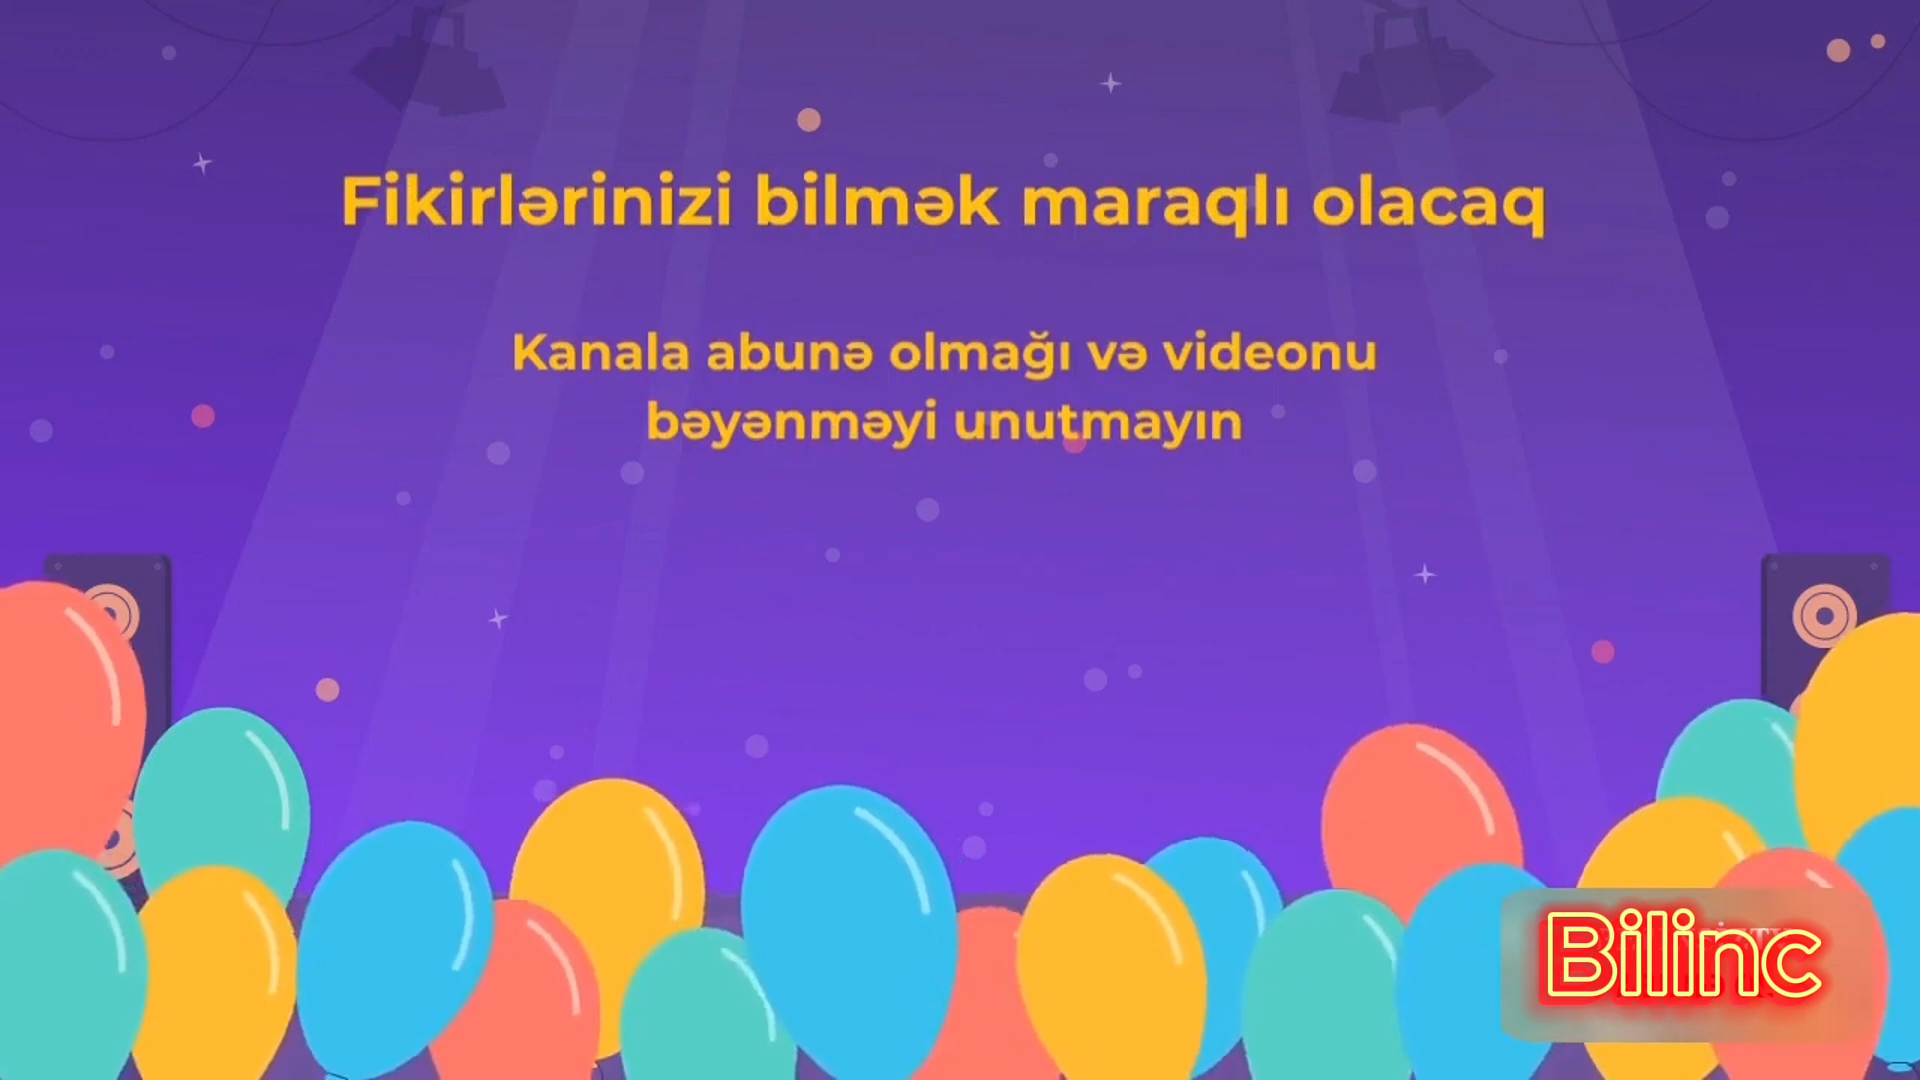 Fikirlərinizi bilmək maraqlı olacaq
Kanala abunə olmağı və videonu
bəyənməyi unutmayın
Bilinc